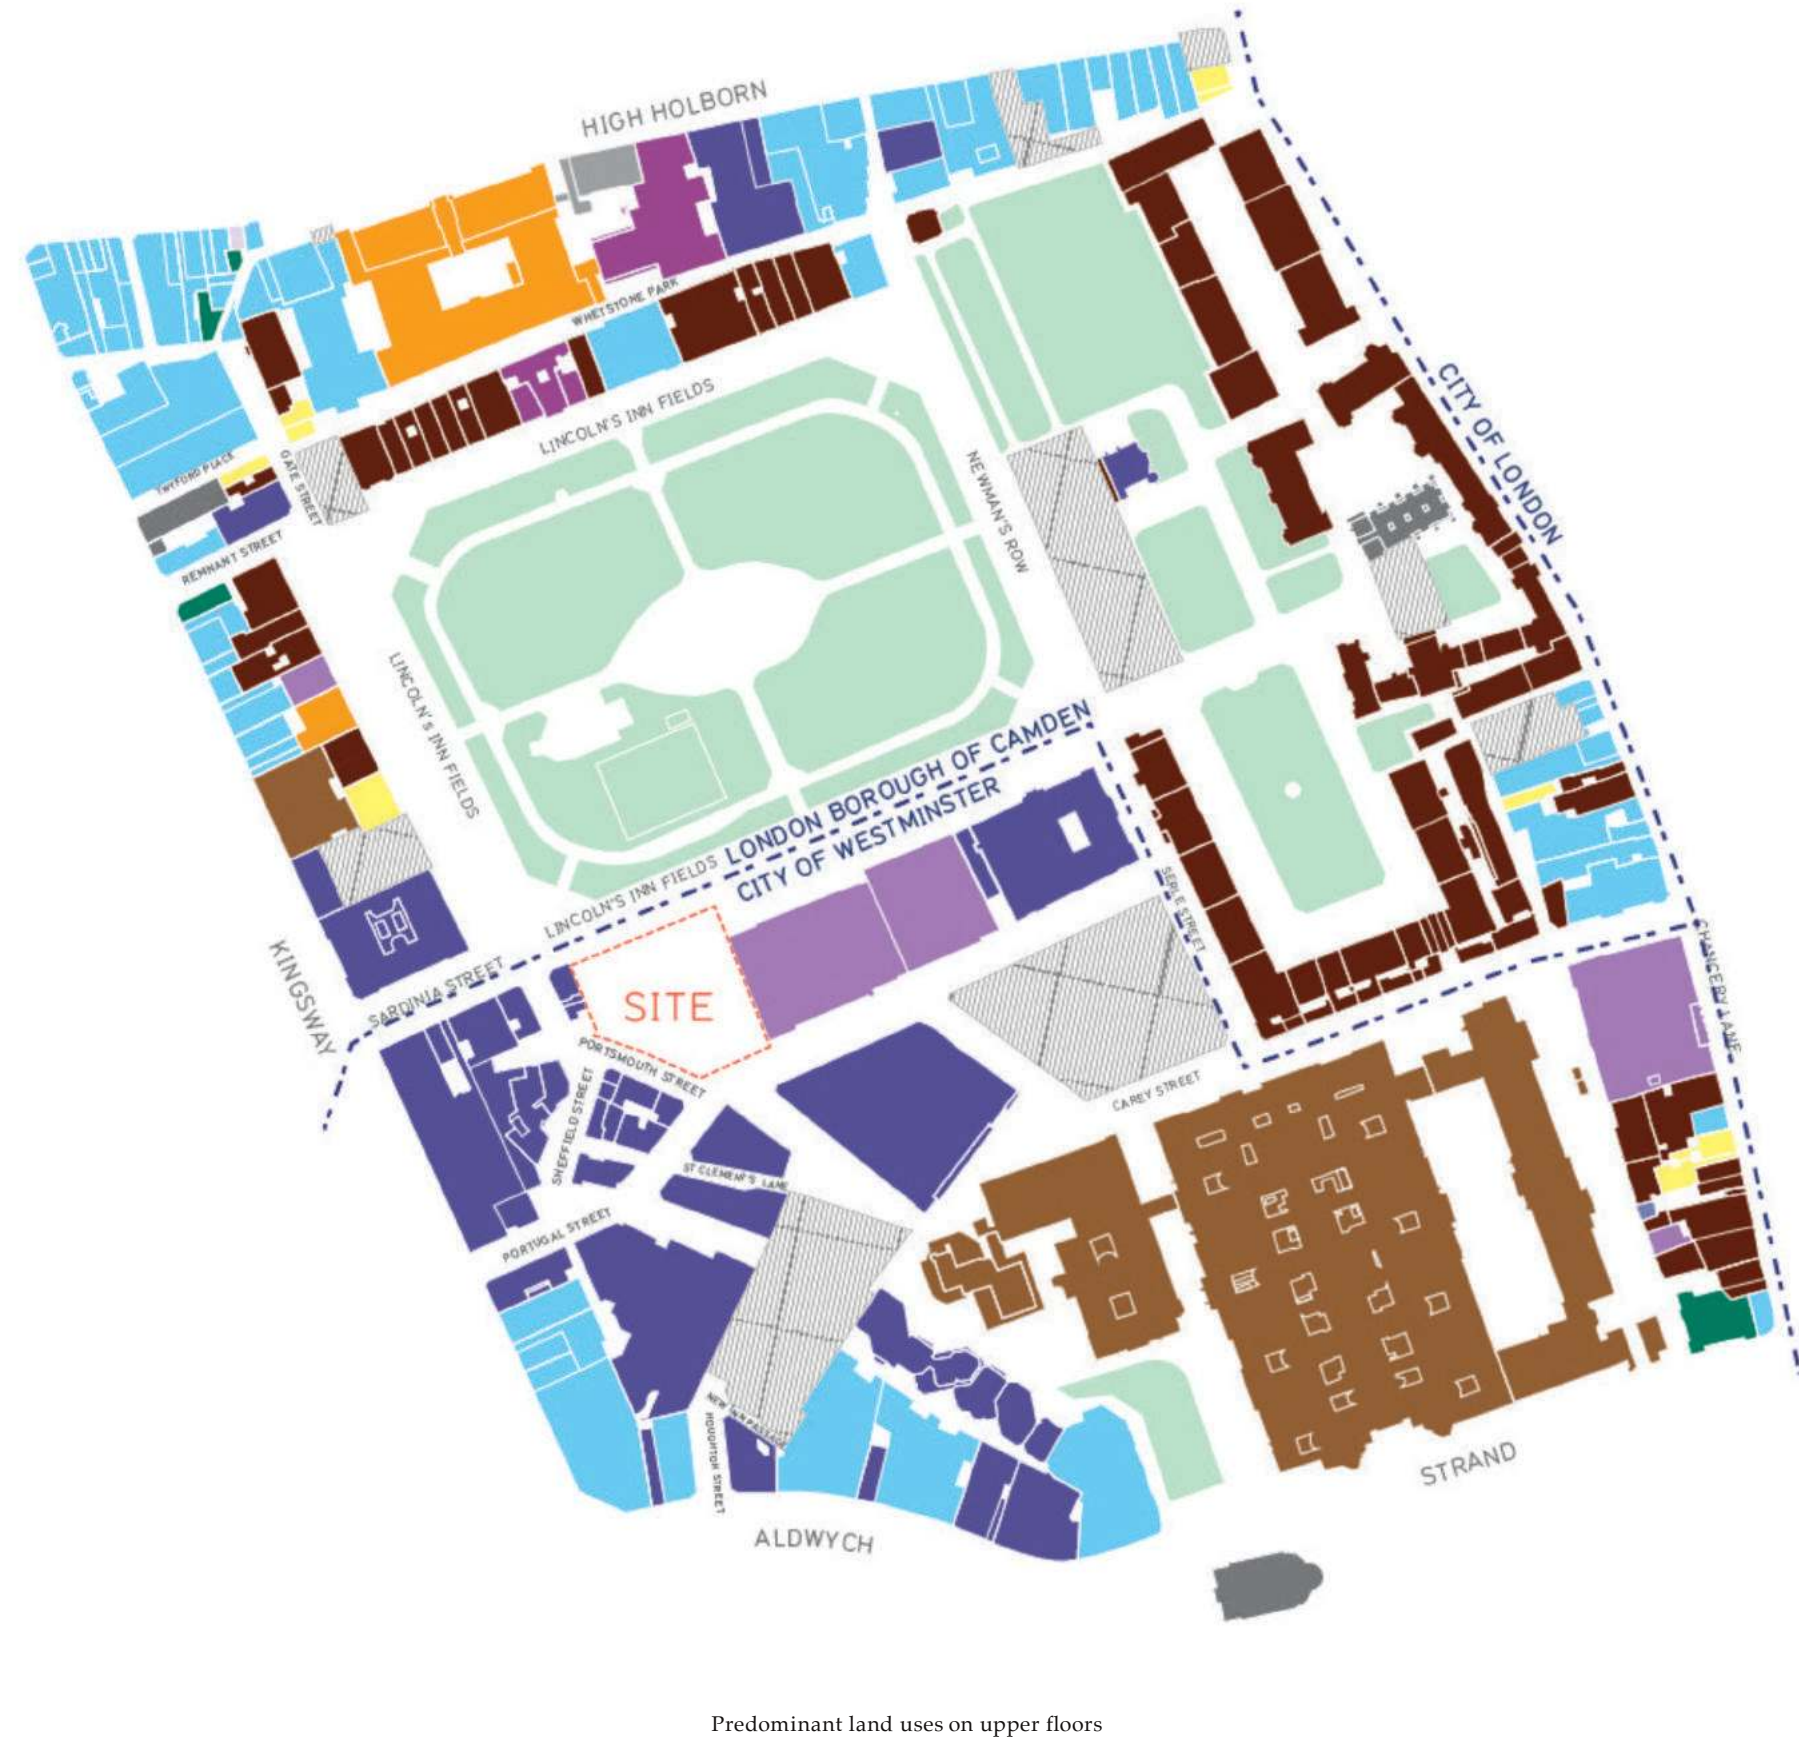 HIGH HOLBORN
WHETSTONE PARK
LINCOLN'S INN FIELDS
TWYFORD PLACE
GATE STREET
REMNANT STREET
NEWMAN'S ROW
CITY OF LONDON
LINCOLN's INN FIELDS
LONDON BOROUGH OF CAMDEN
CITY OF WESTMINSTER
LINCOLN'S INN FIELDS
SERLE STREET
KINGSWAY
SARDINIA STREET
SITE
CHANCERY LANE
PORTSMOUTH STREET
SHEFFIELD STREET
CAREY STREET
ST CLEMENT'S LANE
PORTUGAL STREET
NEW INN PASSAGE
HOUGHTON STREET
STRAND
ALDWYCH
Predominant land uses on upper floors